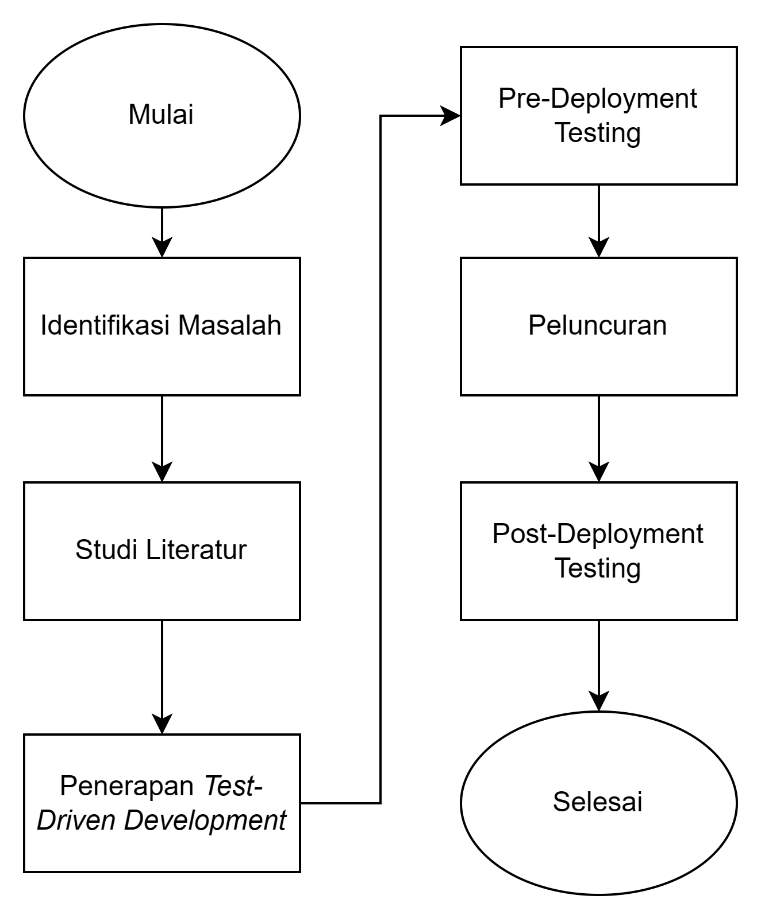 Mulai
Identifikasi Masalah
Studi Literatur
Penerapan Test-
Driven Development
Pre-Deployment
Testing
Peluncuran
Post-Deployment
Testing
Selesai